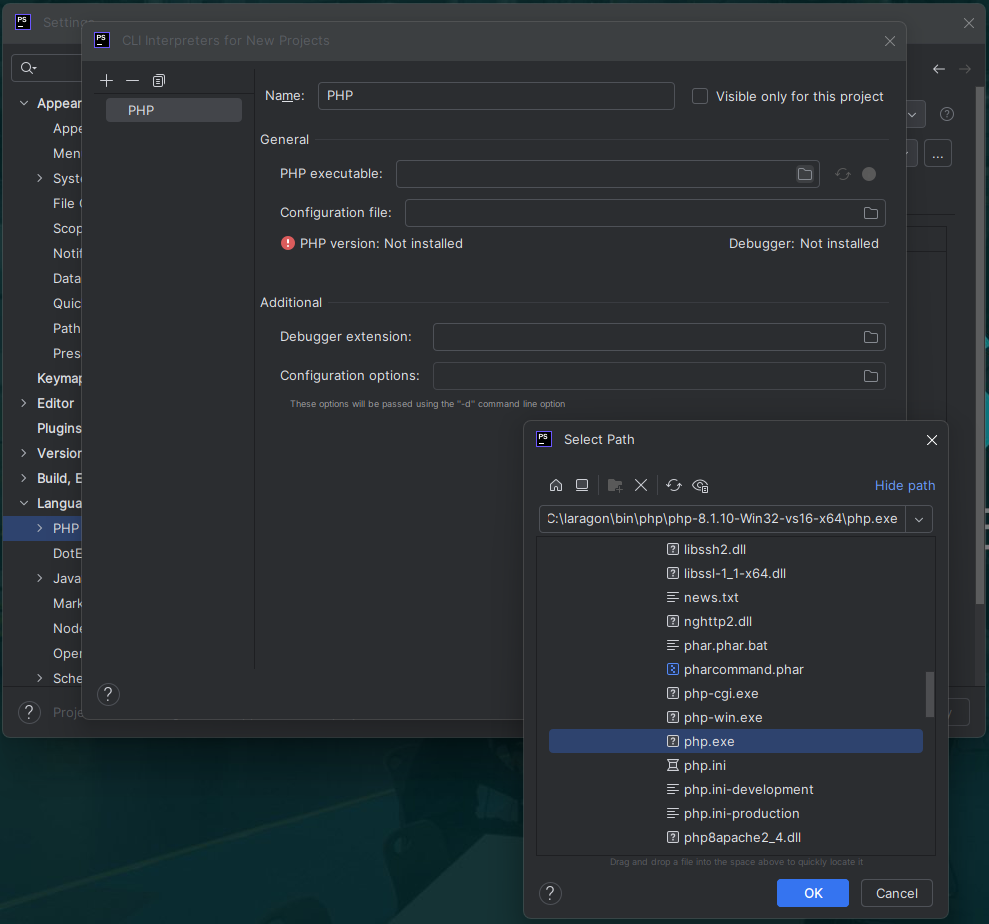 PS
Settings
PS
CLI Interpreters for New Projects
Appear
Appe
Men
Syst
File
Scop
Notif
Data
Quic
Path
Pres
Keymap
Editor
Plugins
Version
Build, E
Langua
PHP
DotE
Java
Mark
Node
Open
Sche
? Proje
PHP
Name: PHP
Visible only for this project
General
PHP executable:
Configuration file:
PHP version: Not installed
Debugger: Not installed
Additional
Debugger extension:
Configuration options:
These options will be passed using the "-d" command line option
?
?
...
PS
Select Path
Hide path
C:\laragon\bin\php\php-8.1.10-Win32-vs16-x64\php.exe
libssh2.dll
libssl-1_1-x64.dll
news.txt
nghttp2.dll
phar.phar.bat
pharcommand.phar
php-cgi.exe
php-win.exe
php.exe
php.ini
php.ini-development
php.ini-production
php8apache2_4.dll
Drag and drop a file into the space above to quickly locate it
?
OK
Cancel